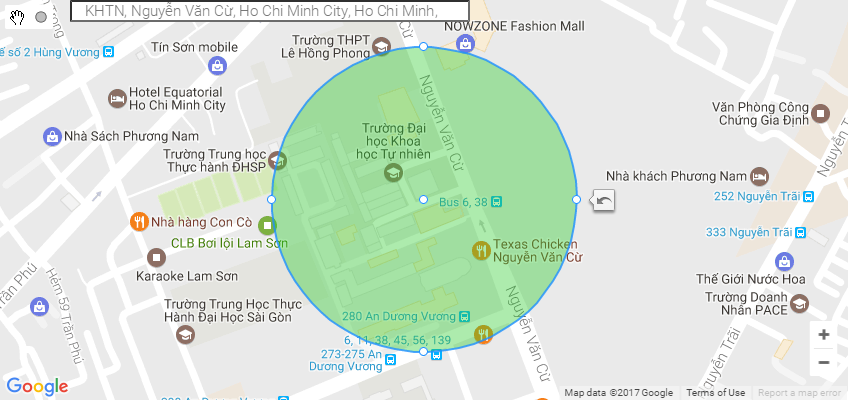 KHTN, Nguyễn Văn Cừ, Ho Chi Minh City, Ho Chi Minh,
NOWZONE Fashion Mall
Tín Sơn mobile
Trường THPT
Lê Hồng Phong
ế số 2 Hùng Vương
Cừ
Hotel Equatorial
Ho Chi Minh City
Nguyễn Văn Cừ
Văn Phòng Công
Chứng Gia Định
Nhà Sách Phương Nam
Trường Đại
học Khoa
học Tự nhiên
Nguyễn Trãi
Trường Trung học
Thực hành ĐHSP
Nhà khách Phương Nam
252 Nguyễn Trãi
Bus 6, 38
Nhà hàng Con Cò
333 Nguyễn Trãi
CLB Bơi lội Lam Sơn
Texas Chicken
Nguyễn Văn Cừ
Karaoke Lam Sơn
Thế Giới Nước Hoa
Trần Phú
Hẻm 59 Trần Phú
Trường Trung Học Thực
Hành Đại Học Sài Gòn
Trường Doanh
Nhân PACE
280 An Dương Vương
Nguyễn Văn Cừ
6, 11, 38, 45, 56, 139
273-275 An
Dương Vương
Nguyễn Trãi
Google
Map data ©2017 Google
Terms of Use
Report a map error